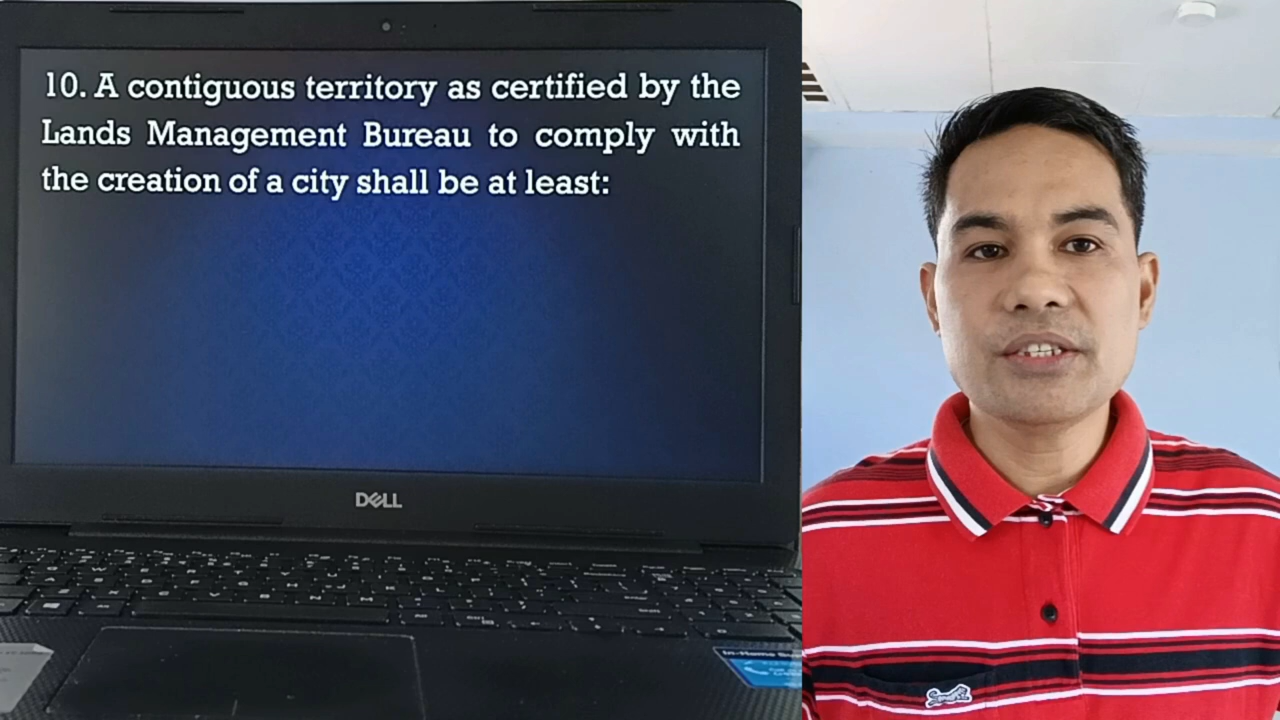 10. A contiguous territory as certified by the
Lands Management Bureau to comply with
the creation of a city shall be at least:
DELL